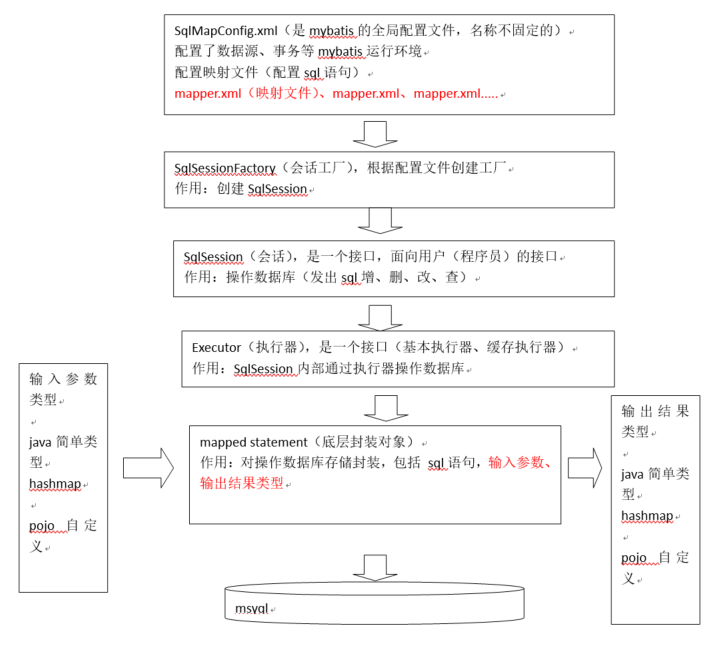 SqlMapConfig.xml（是 mybatis 的全局配置文件，名称不固定的）
配置了数据源、事务等 mybatis 运行环境
配置映射文件（配置 sql 语句）
mapper.xml（映射文件）、mapper.xml、mapper.xml.....
SqlSessionFactory（会话工厂），根据配置文件创建工厂
作用：创建 SqlSession
SqlSession（会话），是一个接口，面向用户（程序员）的接口
作用：操作数据库（发出 sql 增、删、改、查）
Executor（执行器），是一个接口（基本执行器、缓存执行器）
作用：SqlSession 内部通过执行器操作数据库
输入参数
类型
java 简单类
型
hashmap
pojo 自定
义
mapped statement（底层封装对象）
作用：对操作数据库存储封装，包括 sql 语句，输入参数、
输出结果类型
输出结果
类型
java 简单类
型
hashmap
pojo 自定
义
msyql